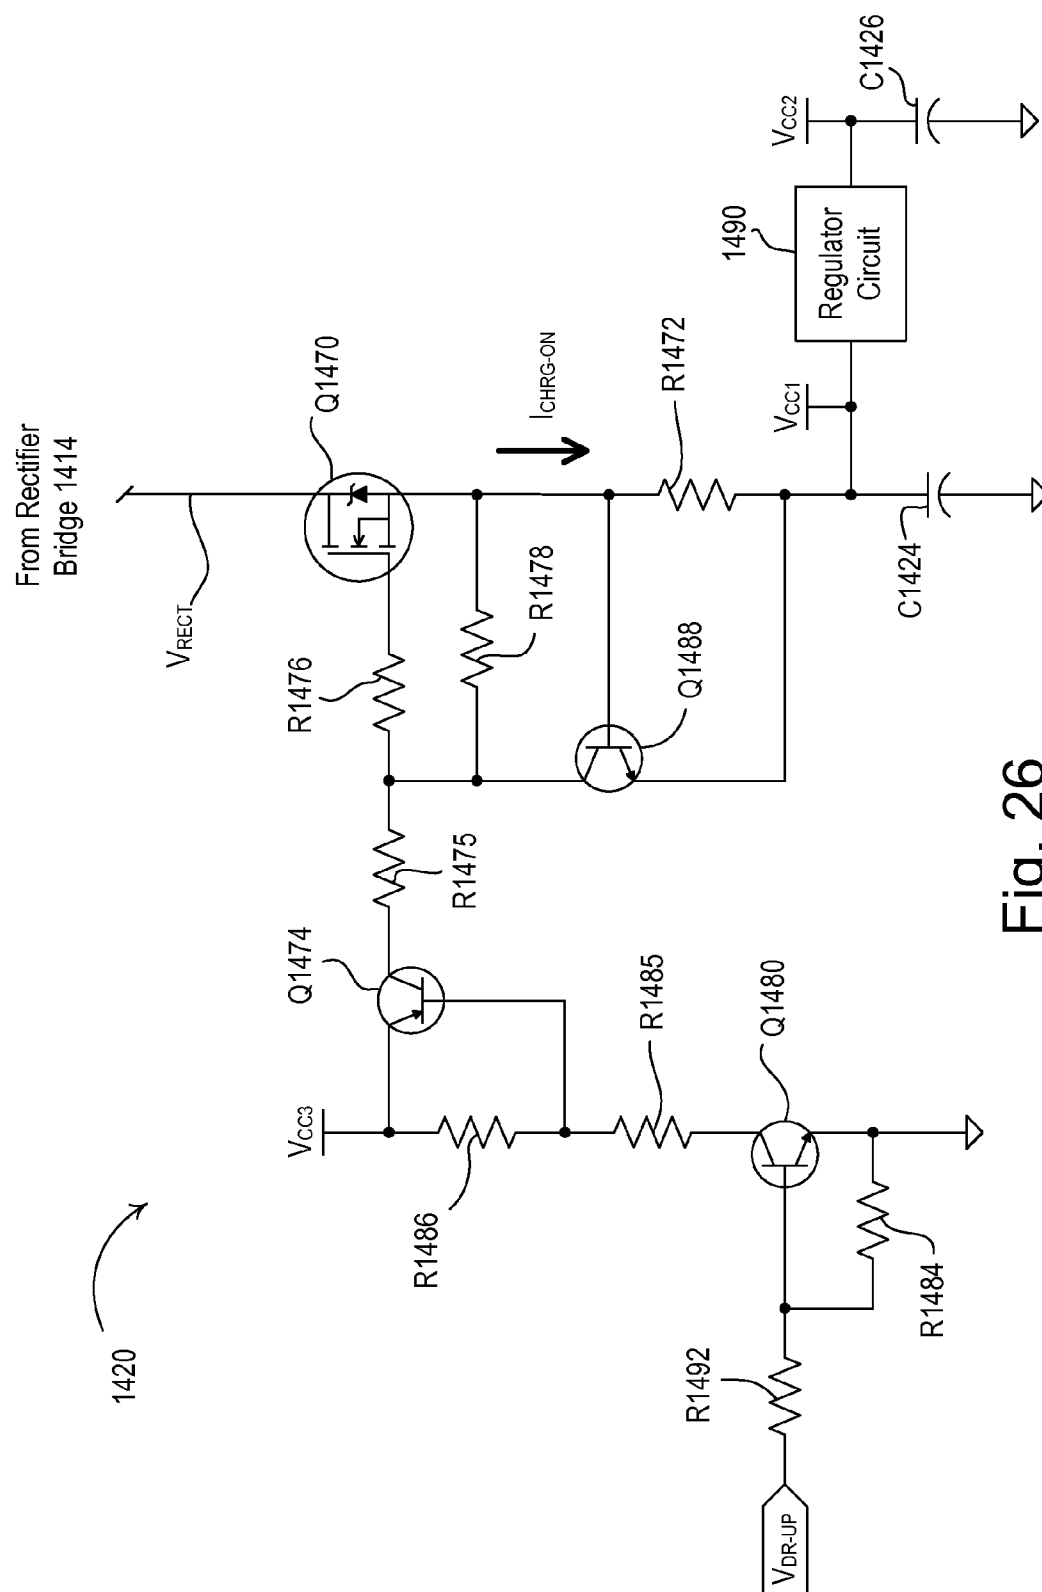 From Rectifier
Bridge 1414
VRECT
Q1470
ICHRG-ON
R1476
R1478
R1472
Q1488
C1424
VCC1
1490
Regulator
Circuit
VCC2
C1426
R1475
Q1474
VCC3
R1486
R1485
Q1480
R1484
R1492
VDR-UP
1420
Fig. 26